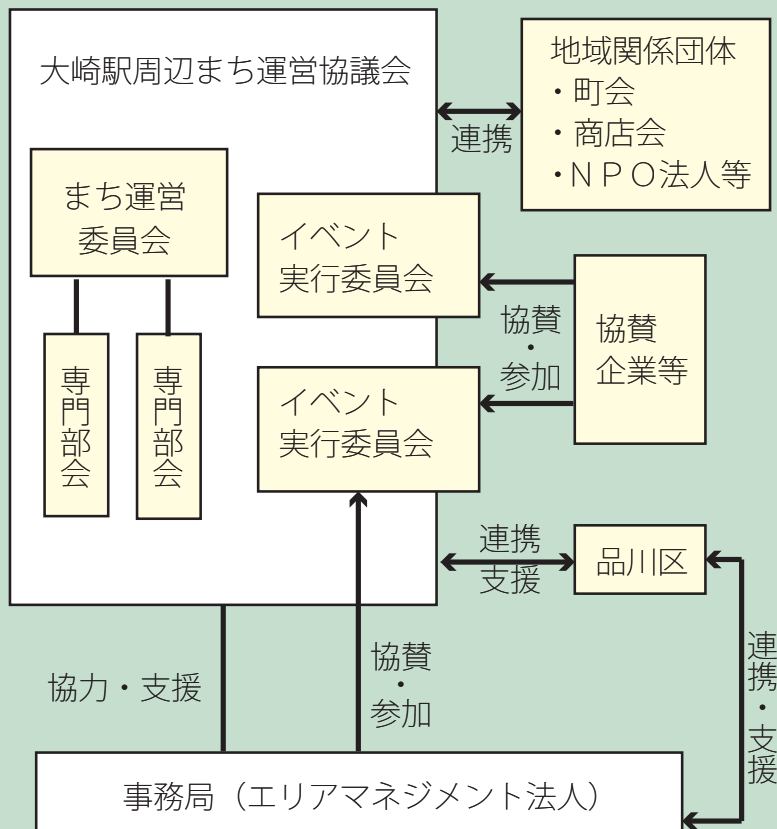 大崎駅周辺まち運営協議会
地域関係団体
・町会
・商店会
・ＮＰＯ法人等
連携
まち運営
委員会
専門部会
専門部会
イベント
実行委員会
イベント
実行委員会
協賛
・
参加
協賛
企業等
連携
支援
品川区
協力・支援
協賛
・
参加
連携・支援
事務局（エリアマネジメント法人）